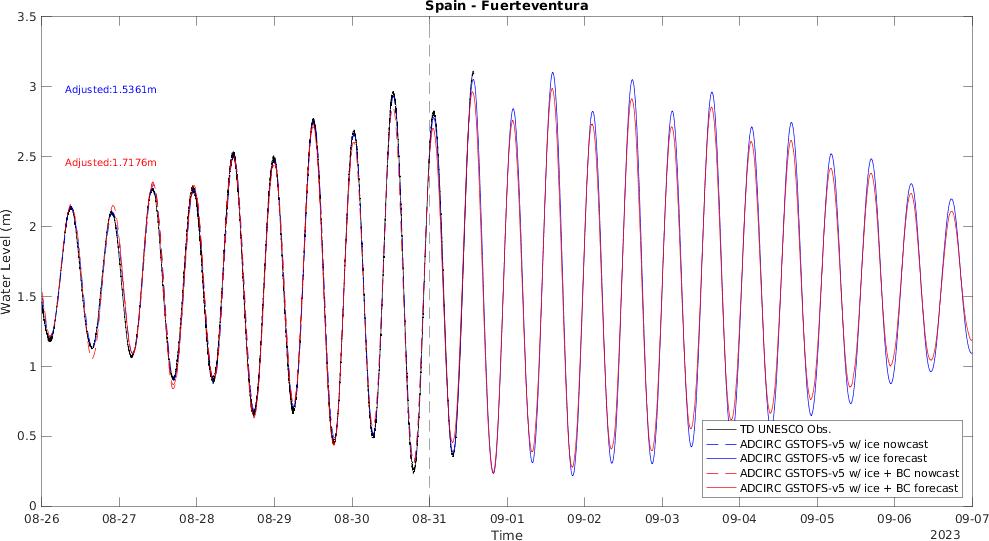 Spain - Fuerteventura
3.5
3
2.5
2
1.5
1
0.5
0
Water Level (m)
Adjusted:1.5361m
Adjusted:1.7176m
TD UNESCO Obs.
ADCIRC GSTOFS-v5 w/ ice nowcast
ADCIRC GSTOFS-v5 w/ ice forecast
ADCIRC GSTOFS-v5 w/ ice + BC nowcast
ADCIRC GSTOFS-v5 w/ ice + BC forecast
08-26 08-27 08-28 08-29 08-30 08-31 09-01 09-02 09-03 09-04 09-05 09-06 09-07
Time
2023